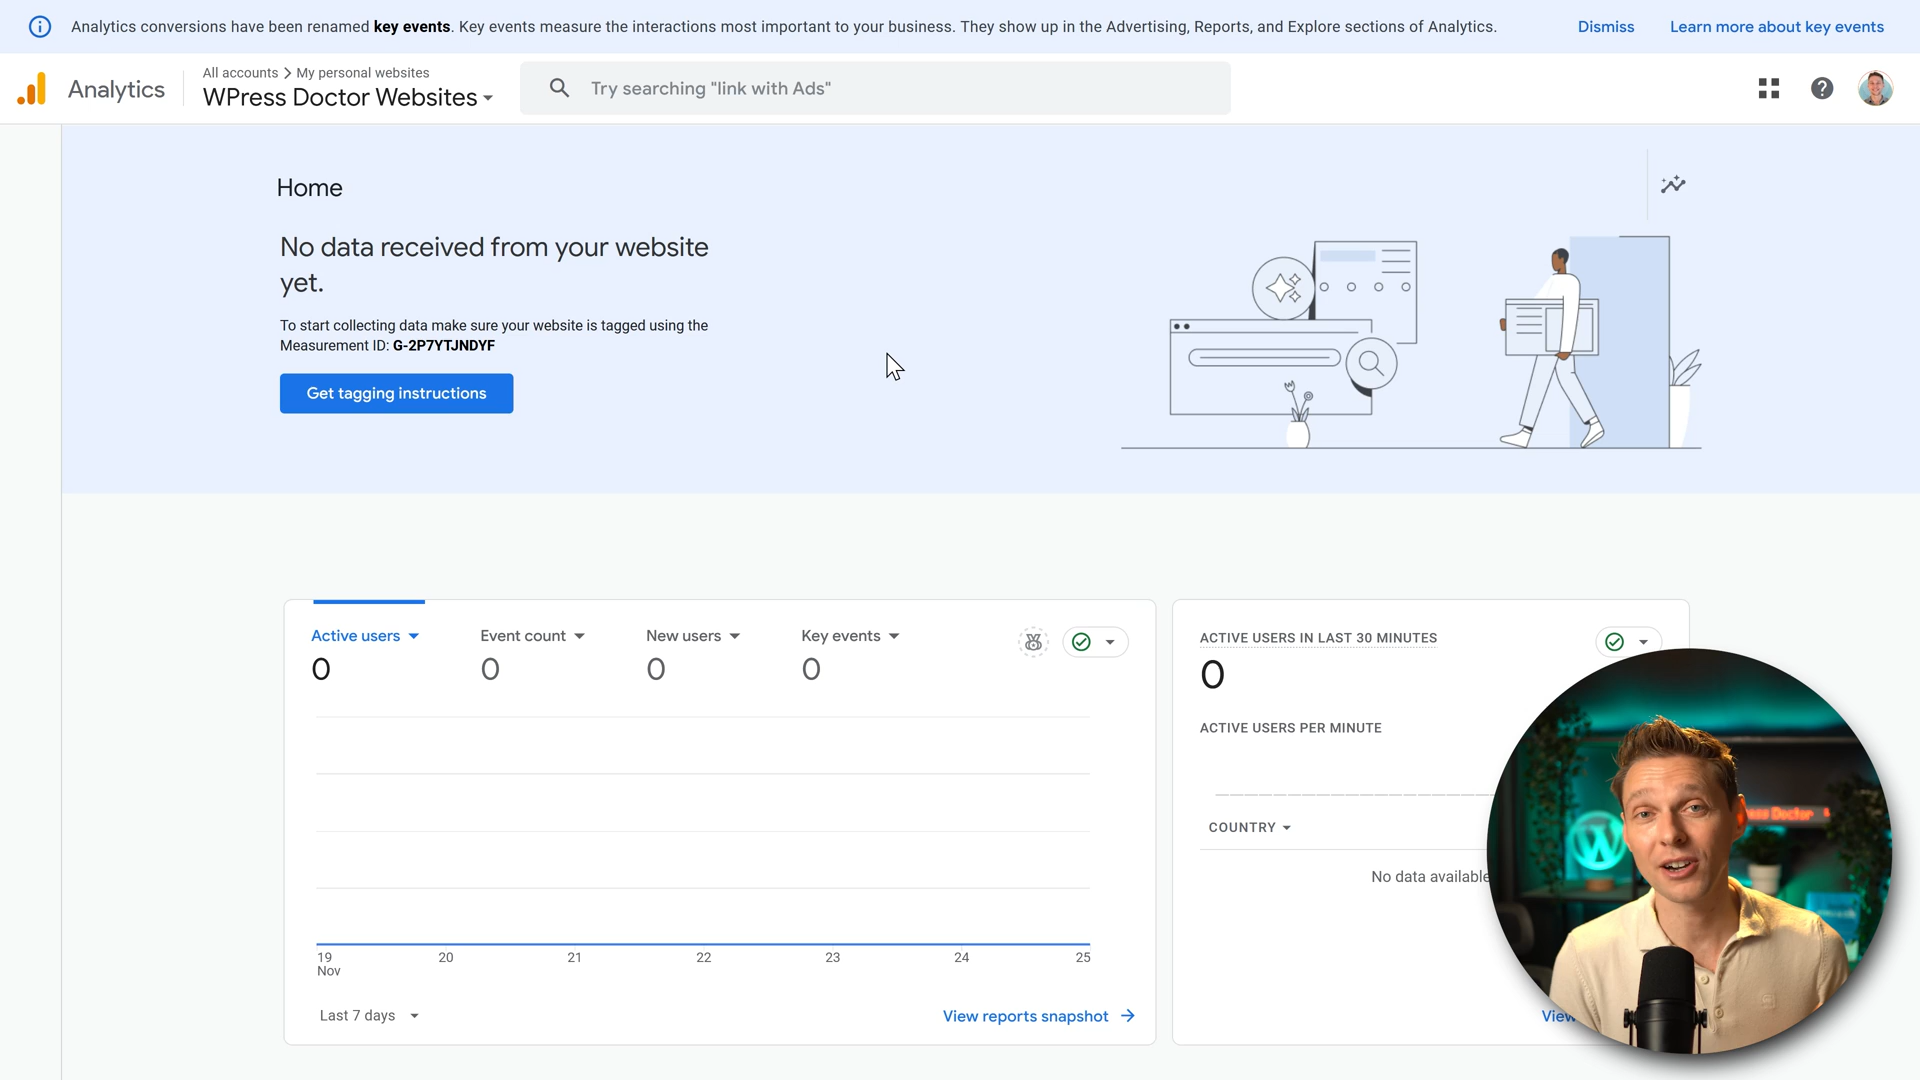 Analytics conversions have been renamed key events. Key events measure the interactions most important to your business. They show up in the Advertising, Reports, and Explore sections of Analytics.
Dismiss
Learn more about key events
Analytics
All accounts > My personal websites
WPress Doctor Websites
Try searching "link with Ads"
Home
No data received from your website
yet.
To start collecting data make sure your website is tagged using the
Measurement ID: G-2P7YTJNDYF
Get tagging instructions
Active users
0
Event count
0
New users
0
Key events
0
19
Nov
20
21
22
23
24
25
Last 7 days
View reports snapshot
ACTIVE USERS IN LAST 30 MINUTES
0
ACTIVE USERS PER MINUTE
COUNTRY
No data available
View
Doctor